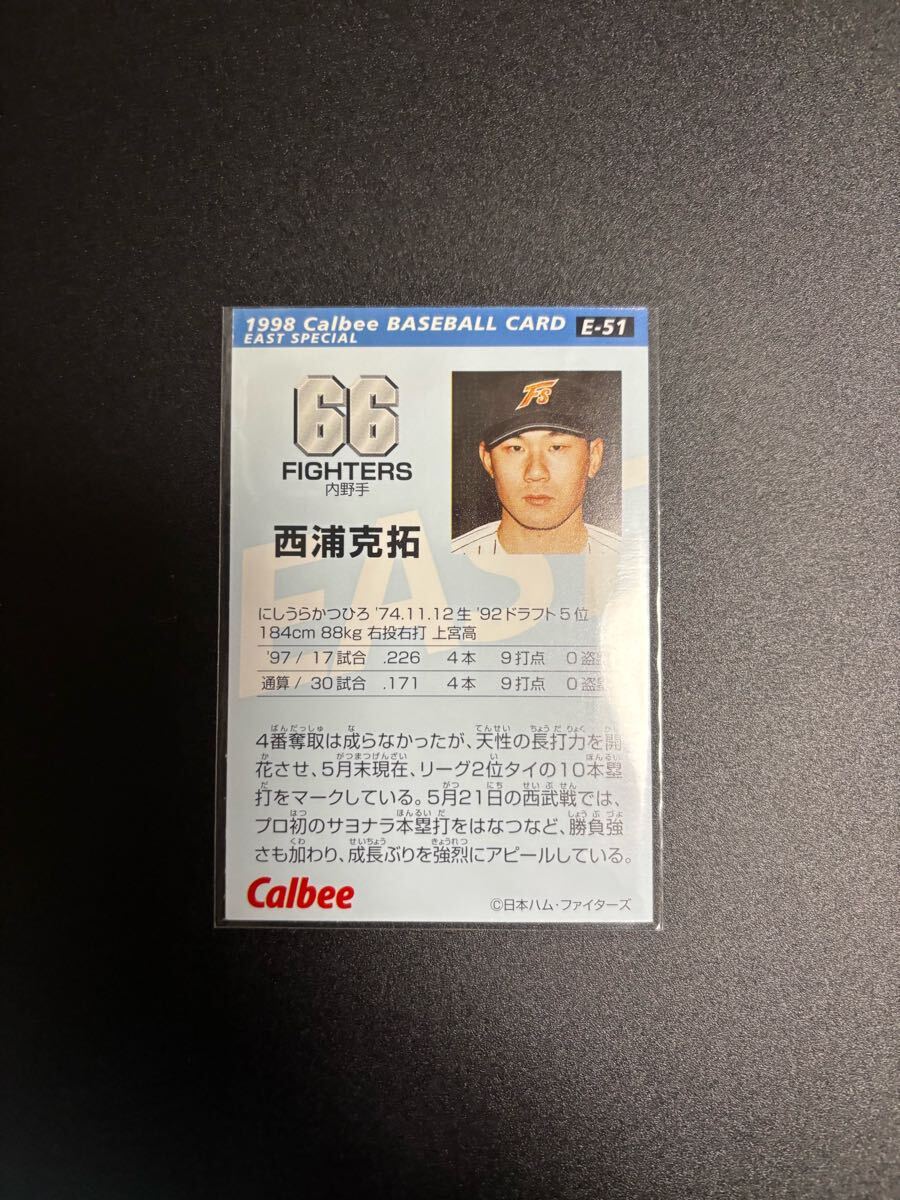 1998 Calbee BASEBALL CARD E-51
EAST SPECIAL
Fs
66
FIGHTERS
内野手
西浦克拓
EAST
にしうらかつひろ '74.11.12生 '92ドラフト5位
184cm 88kg 右投右打 上宮高
'97/ 17試合 .226 4本 9打点 0盗塁
通算/ 30試合 .171 4本 9打点 0盗塁
4番奪取は成らなかったが、天性の長打力を開
花させ、5月末現在、リーグ2位タイの10本塁
打をマークしている。5月21日の西武戦では、
プロ初のサヨナラ本塁打をはなつなど、勝負強
さも加わり、成長ぶりを強烈にアピールしている。
Calbee
©日本ハム・ファイターズ